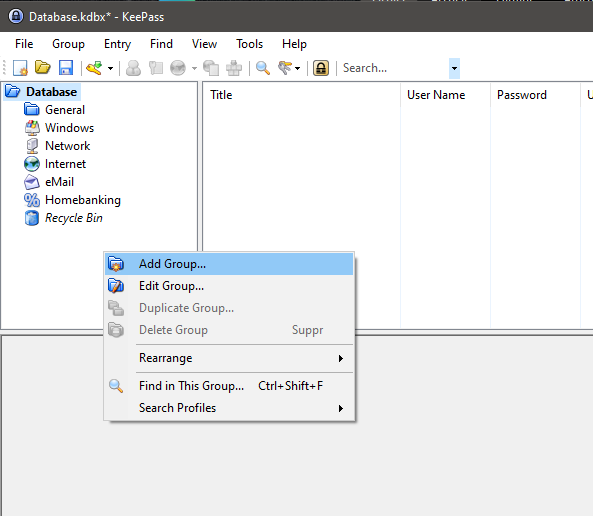 Database.kdbx* - KeePass
File Group Entry Find View Tools Help
Search...
Database
General
Windows
Network
Internet
eMail
Homebanking
Recycle Bin
Title User Name Password U
Add Group...
Edit Group...
Duplicate Group...
Delete Group Suppr
Rearrange
Find in This Group... Ctrl+Shift+F
Search Profiles